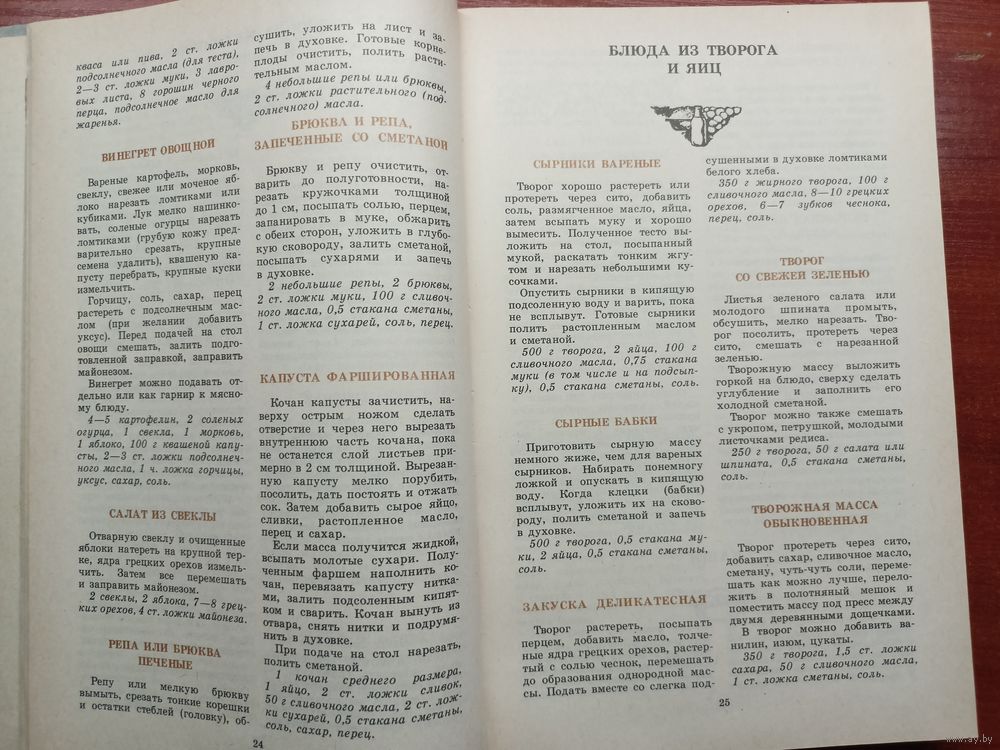 кваса или пива, 2 ст. ложки
подсолнечного масла (для теста),
2—3 ст. ложки муки, 3 лавро-
вых листа, 8 горошин черного
перца, подсолнечное масло для
жаренья.
ВИНЕГРЕТ ОВОЩНОЙ
Вареные картофель, морковь,
свеклу, свежее или моченое яб-
локо нарезать ломтиками или
кубиками. Лук мелко нашинко-
вать, соленые огурцы нарезать
ломтиками (грубую кожу пред-
варительно срезать, крупные
семена удалить), квашеную ка-
пусту перебрать, крупные куски
измельчить.
Горчицу, соль, сахар, перец
растереть с подсолнечным мас-
лом (при желании добавить
уксус). Перед подачей на стол
овощи смешать, залить подго-
товленной заправкой, заправить
майонезом.
Винегрет можно подавать от-
дельно или как гарнир к мясно-
му блюду.
4—5 картофелин, 2 соленых
огурца, 1 свекла, 1 морковь,
1 яблоко, 100 г квашеной капу-
сты, 2—3 ст. ложки подсолнеч-
ного масла, 1 ч. ложка горчицы,
уксус, сахар, соль.
САЛАТ ИЗ СВЕКЛЫ
Отварную свеклу и очищенные
яблоки натереть на крупной тер-
ке, ядра грецких орехов измель-
чить. Затем все перемешать
и заправить майонезом.
2 свеклы, 2 яблока, 7—8 грец-
ких орехов, 4 ст. ложки майонеза.
РЕПА ИЛИ БРЮКВА
ПЕЧЕНЫЕ
Репу или мелкую брюкву
вымыть, срезать тонкие корешки
и остатки стеблей (головку), об-
сушить, уложить на лист и за-
печь в духовке. Готовые корне-
плоды очистить, полить расти-
тельным маслом.
4 небольшие репы или брюквы,
2 ст. ложки растительного (под-
солнечного) масла.
БРЮКВА И РЕПА,
ЗАПЕЧЕННЫЕ СО СМЕТАНОЙ
Брюкву и репу очистить, от-
варить до полуготовности, на-
резать кружочками толщиной
до 1 см, посыпать солью, перцем,
запанировать в муке, обжарить
с обеих сторон, уложить в глубо-
кую сковороду, залить сметаной,
посыпать сухарями и запечь
в духовке.
2 небольшие репы, 2 брюквы,
2 ст. ложки муки, 100 г сливоч-
ного масла, 0,5 стакана сметаны,
1 ст. ложка сухарей, соль, перец.
КАПУСТА ФАРШИРОВАННАЯ
Кочан капусты зачистить, на-
верху острым ножом сделать
отверстие и через него вырезать
внутреннюю часть кочана, пока
не останется слой листьев при-
мерно в 2 см толщиной. Вырезан-
ную капусту мелко порубить,
посолить, дать постоять и отжать
сок. Затем добавить сырое яйцо,
сливки, растопленное масло,
перец и сахар.
Если масса получится жидкой,
всыпать молотые сухари. Полу-
ченным фаршем наполнить ко-
чан, перевязать капусту нитка-
ми, залить подсоленным кипят-
ком и сварить. Кочан вынуть из
отвара, снять нитки и подрумя-
нить в духовке.
При подаче на стол нарезать,
полить сметаной.
1 кочан среднего размера,
1 яйцо, 2 ст. ложки сливок,
50 г сливочного масла, 2 ст. лож-
ки сухарей, 0,5 стакана сметаны,
соль, сахар, перец.
24
БЛЮДА ИЗ ТВОРОГА
И ЯИЦ
СЫРНИКИ ВАРЕНЫЕ
Творог хорошо растереть или
протереть через сито, добавить
соль, размягченное масло, яйца,
затем всыпать муку и хорошо
вымесить. Полученное тесто вы-
ложить на стол, посыпанный
мукой, раскатать тонким жгу-
том и нарезать небольшими ку-
сочками.
Опустить сырники в кипящую
подсоленную воду и варить, пока
не всплывут. Готовые сырники
полить растопленным маслом
и сметаной.
500 г творога, 2 яйца, 100 г
сливочного масла, 0,75 стакана
муки (в том числе и на подсып-
ку), 0,5 стакана сметаны, соль.
СЫРНЫЕ БАБКИ
Приготовить сырную массу
немного жиже, чем для вареных
сырников. Набирать понемногу
ложкой и опускать в кипящую
воду. Когда клецки (бабки)
всплывут, уложить их на сково-
роду, полить сметаной и запечь
в духовке.
500 г творога, 0,5 стакана му-
ки, 2 яйца, 0,5 стакана сметаны,
соль.
ЗАКУСКА ДЕЛИКАТЕСНАЯ
Творог растереть, посыпать
перцем, добавить масло, толче-
ные ядра грецких орехов, растер-
тый с солью чеснок, перемешать
до образования однородной мас-
сы. Подать вместе со слегка под-
сушенными в духовке ломтиками
белого хлеба.
350 г жирного творога, 100 г
сливочного масла, 8—10 грецких
орехов, 6—7 зубков чеснока,
перец, соль.
ТВОРОГ
СО СВЕЖЕЙ ЗЕЛЕНЬЮ
Листья зеленого салата или
молодого шпината промыть,
обсушить, мелко нарезать. Тво-
рог посолить, протереть через
сито, смешать с нарезанной
зеленью.
Творожную массу выложить
горкой на блюдо, сверху сделать
углубление и заполнить его
холодной сметаной.
Творог можно также смешать
с укропом, петрушкой, молодыми
листочками редиса.
250 г творога, 50 г салата или
шпината, 0,5 стакана сметаны,
соль.
ТВОРОЖНАЯ МАССА
ОБЫКНОВЕННАЯ
Творог протереть через сито,
добавить сахар, сливочное масло,
сметану, чуть-чуть соли, переме-
шать как можно лучше, перело-
жить в полотняный мешок и
поместить массу под пресс между
двумя деревянными дощечками.
В творог можно добавить ва-
нилин, изюм, цукаты.
350 г творога, 1,5 ст. ложки
сахара, 50 г сливочного масла,
1 ст. ложка сметаны, соль.
25
www.ay.by